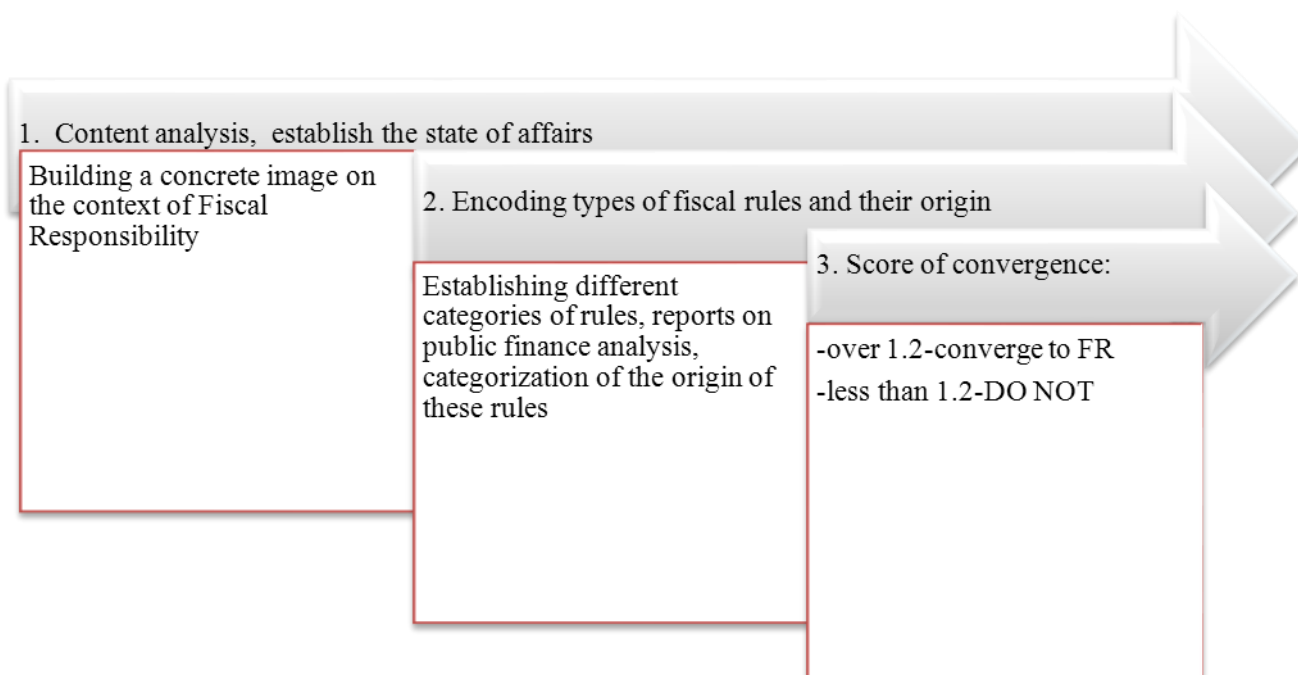 1. Content analysis, establish the state of affairs
Building a concrete image on
the context of Fiscal
Responsibility
2. Encoding types of fiscal rules and their origin
Establishing different
categories of rules, reports on
public finance analysis,
categorization of the origin of
these rules
3. Score of convergence:
-over 1.2-converge to FR
-less than 1.2-DO NOT